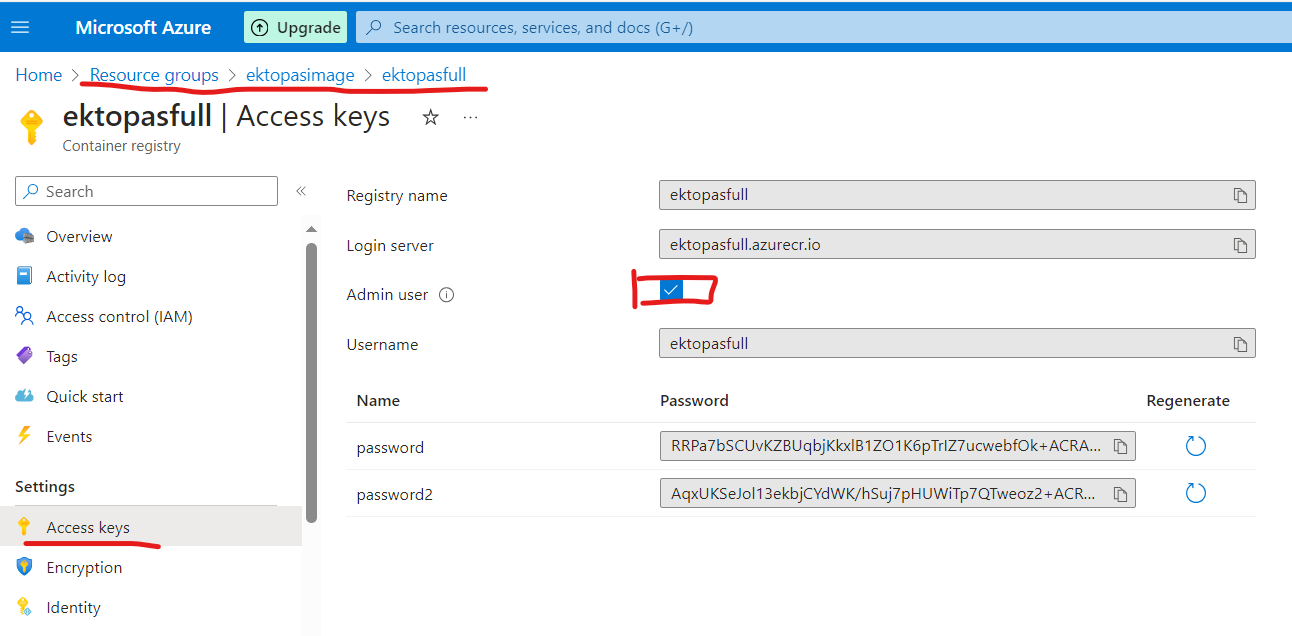 Microsoft Azure
Upgrade
Search resources, services, and docs (G+/)
Home > Resource groups > ektopasimage > ektopasfull
ektopasfull | Access keys ...
Container registry
Search
«
Overview
Activity log
Access control (IAM)
Tags
Quick start
Events
Settings
Access keys
Encryption
Identity
Registry name
ektopasfull
Login server
ektopasfull.azurecr.io
Admin user
Username
ektopasfull
Name Password Regenerate
password RRPa7bSCUvKZBUqbjKkxlB1ZO1K6pTrIZ7ucwebfOk+ACRA...
password2 AqxUKSeJol13ekbjCYdWK/hSuj7pHUWiTp7QTweoz2+ACR...